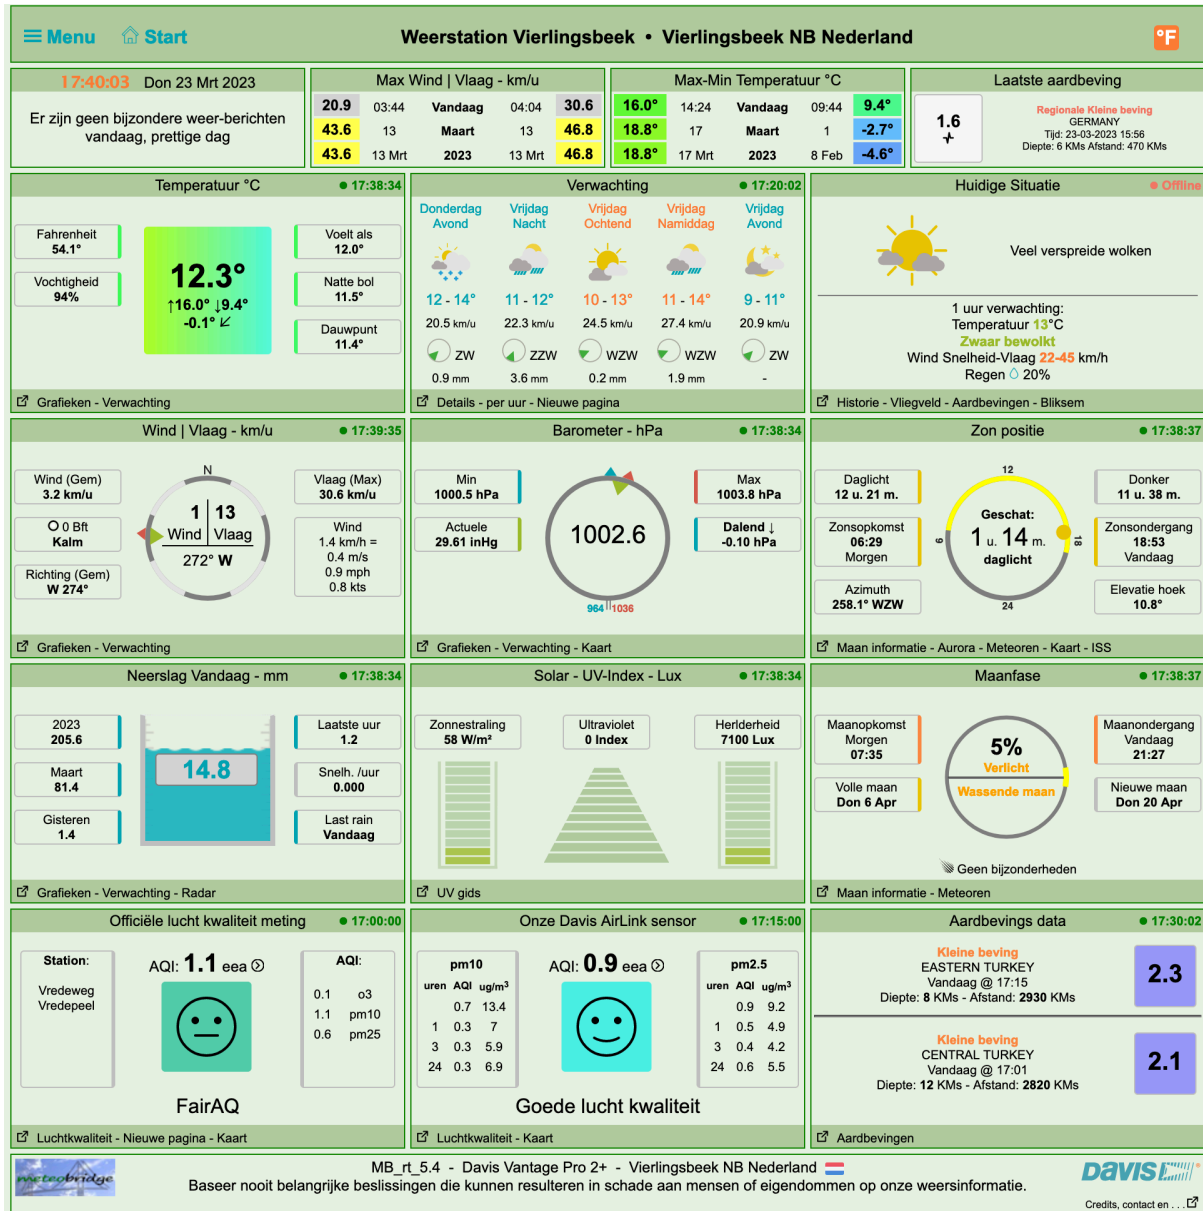 Menu Start Weerstation Vierlingsbeek • Vierlingsbeek NB Nederland °F
17:40:03 Don 23 Mrt 2023
Er zijn geen bijzondere weer-berichten
vandaag, prettige dag
Max Wind | Vlaag - km/u
20.9 03:44 Vandaag 04:04 30.6
43.6 13 Maart 13 46.8
43.6 13 Mrt 2023 13 Mrt 46.8
Max-Min Temperatuur °C
16.0° 14:24 Vandaag 09:44 9.4°
18.8° 17 Maart 1 -2.7°
18.8° 17 Mrt 2023 8 Feb -4.6°
Laatste aardbeving
1.6
Regionale Kleine beving
GERMANY
Tijd: 23-03-2023 15:56
Diepte: 6 KMs Afstand: 470 KMs
Temperatuur °C 17:38:34
Fahrenheit
54.1°
Vochtigheid
94%
12.3°
↑16.0° ↓9.4°
-0.1°
Voelt als
12.0°
Natte bol
11.5°
Dauwpunt
11.4°
Grafieken - Verwachting
Verwachting 17:20:02
Donderdag Vrijdag Vrijdag Vrijdag Vrijdag
Avond Nacht Ochtend Namiddag Avond
12 - 14° 11 - 12° 10 - 13° 11 - 14° 9 - 11°
20.5 km/u 22.3 km/u 24.5 km/u 27.4 km/u 20.9 km/u
ZW ZZW WZW WZW ZW
0.9 mm 3.6 mm 0.2 mm 1.9 mm -
Details - per uur - Nieuwe pagina
Huidige Situatie Offline
Veel verspreide wolken
1 uur verwachting:
Temperatuur 13°C
Zwaar bewolkt
Wind Snelheid-Vlaag 22-45 km/h
Regen 20%
Historie - Vliegveld - Aardbevingen - Bliksem
Wind | Vlaag - km/u 17:39:35
Wind (Gem)
3.2 km/u
0 Bft
Kalm
Richting (Gem)
W 274°
N
1 | 13
Wind | Vlaag
272° W
Vlaag (Max)
30.6 km/u
Wind
1.4 km/h =
0.4 m/s
0.9 mph
0.8 kts
Grafieken - Verwachting
Barometer - hPa 17:38:34
Min
1000.5 hPa
Actuele
29.61 inHg
1002.6
964 1036
Max
1003.8 hPa
Dalend ↓
-0.10 hPa
Grafieken - Verwachting - Kaart
Zon positie 17:38:37
Daglicht
12 u. 21 m.
Zonsopkomst
06:29
Morgen
Azimuth
258.1° WZW
12
6
18
24
Geschat:
1 u. 14 m.
daglicht
Donker
11 u. 38 m.
Zonsondergang
18:53
Vandaag
Elevatie hoek
10.8°
Maan informatie - Aurora - Meteoren - Kaart - ISS
Neerslag Vandaag - mm 17:38:34
2023
205.6
Maart
81.4
Gisteren
1.4
14.8
Laatste uur
1.2
Snelh. /uur
0.000
Last rain
Vandaag
Grafieken - Verwachting - Radar
Solar - UV-Index - Lux 17:38:34
Zonnestraling
58 W/m²
Ultraviolet
0 Index
Herlderheid
7100 Lux
UV gids
Maanfase 17:38:37
Maanopkomst
Morgen
07:35
Volle maan
Don 6 Apr
5%
Verlicht
Wassende maan
Maanondergang
Vandaag
21:27
Nieuwe maan
Don 20 Apr
Geen bijzonderheden
Maan informatie - Meteoren
Officiële lucht kwaliteit meting 17:00:00
Station:
Vredeweg
Vredepeel
AQI: 1.1 eea
AQI:
0.1 o3
1.1 pm10
0.6 pm25
FairAQ
Luchtkwaliteit - Nieuwe pagina - Kaart
Onze Davis AirLink sensor 17:15:00
pm10
uren AQI ug/m³
0.7 13.4
1 0.3 7
3 0.3 5.9
24 0.3 6.9
AQI: 0.9 eea
pm2.5
uren AQI ug/m³
0.9 9.2
1 0.5 4.9
3 0.4 4.2
24 0.6 5.5
Goede lucht kwaliteit
Luchtkwaliteit - Kaart
Aardbevings data 17:30:02
Kleine beving
EASTERN TURKEY
Vandaag @ 17:15
Diepte: 8 KMs - Afstand: 2930 KMs
2.3
Kleine beving
CENTRAL TURKEY
Vandaag @ 17:01
Diepte: 12 KMs - Afstand: 2820 KMs
2.1
Aardbevingen
meteobridge
MB_rt_5.4 - Davis Vantage Pro 2+ - Vierlingsbeek NB Nederland
Baseer nooit belangrijke beslissingen die kunnen resulteren in schade aan mensen of eigendommen op onze weersinformatie.
DAVIS
Credits, contact en . . .